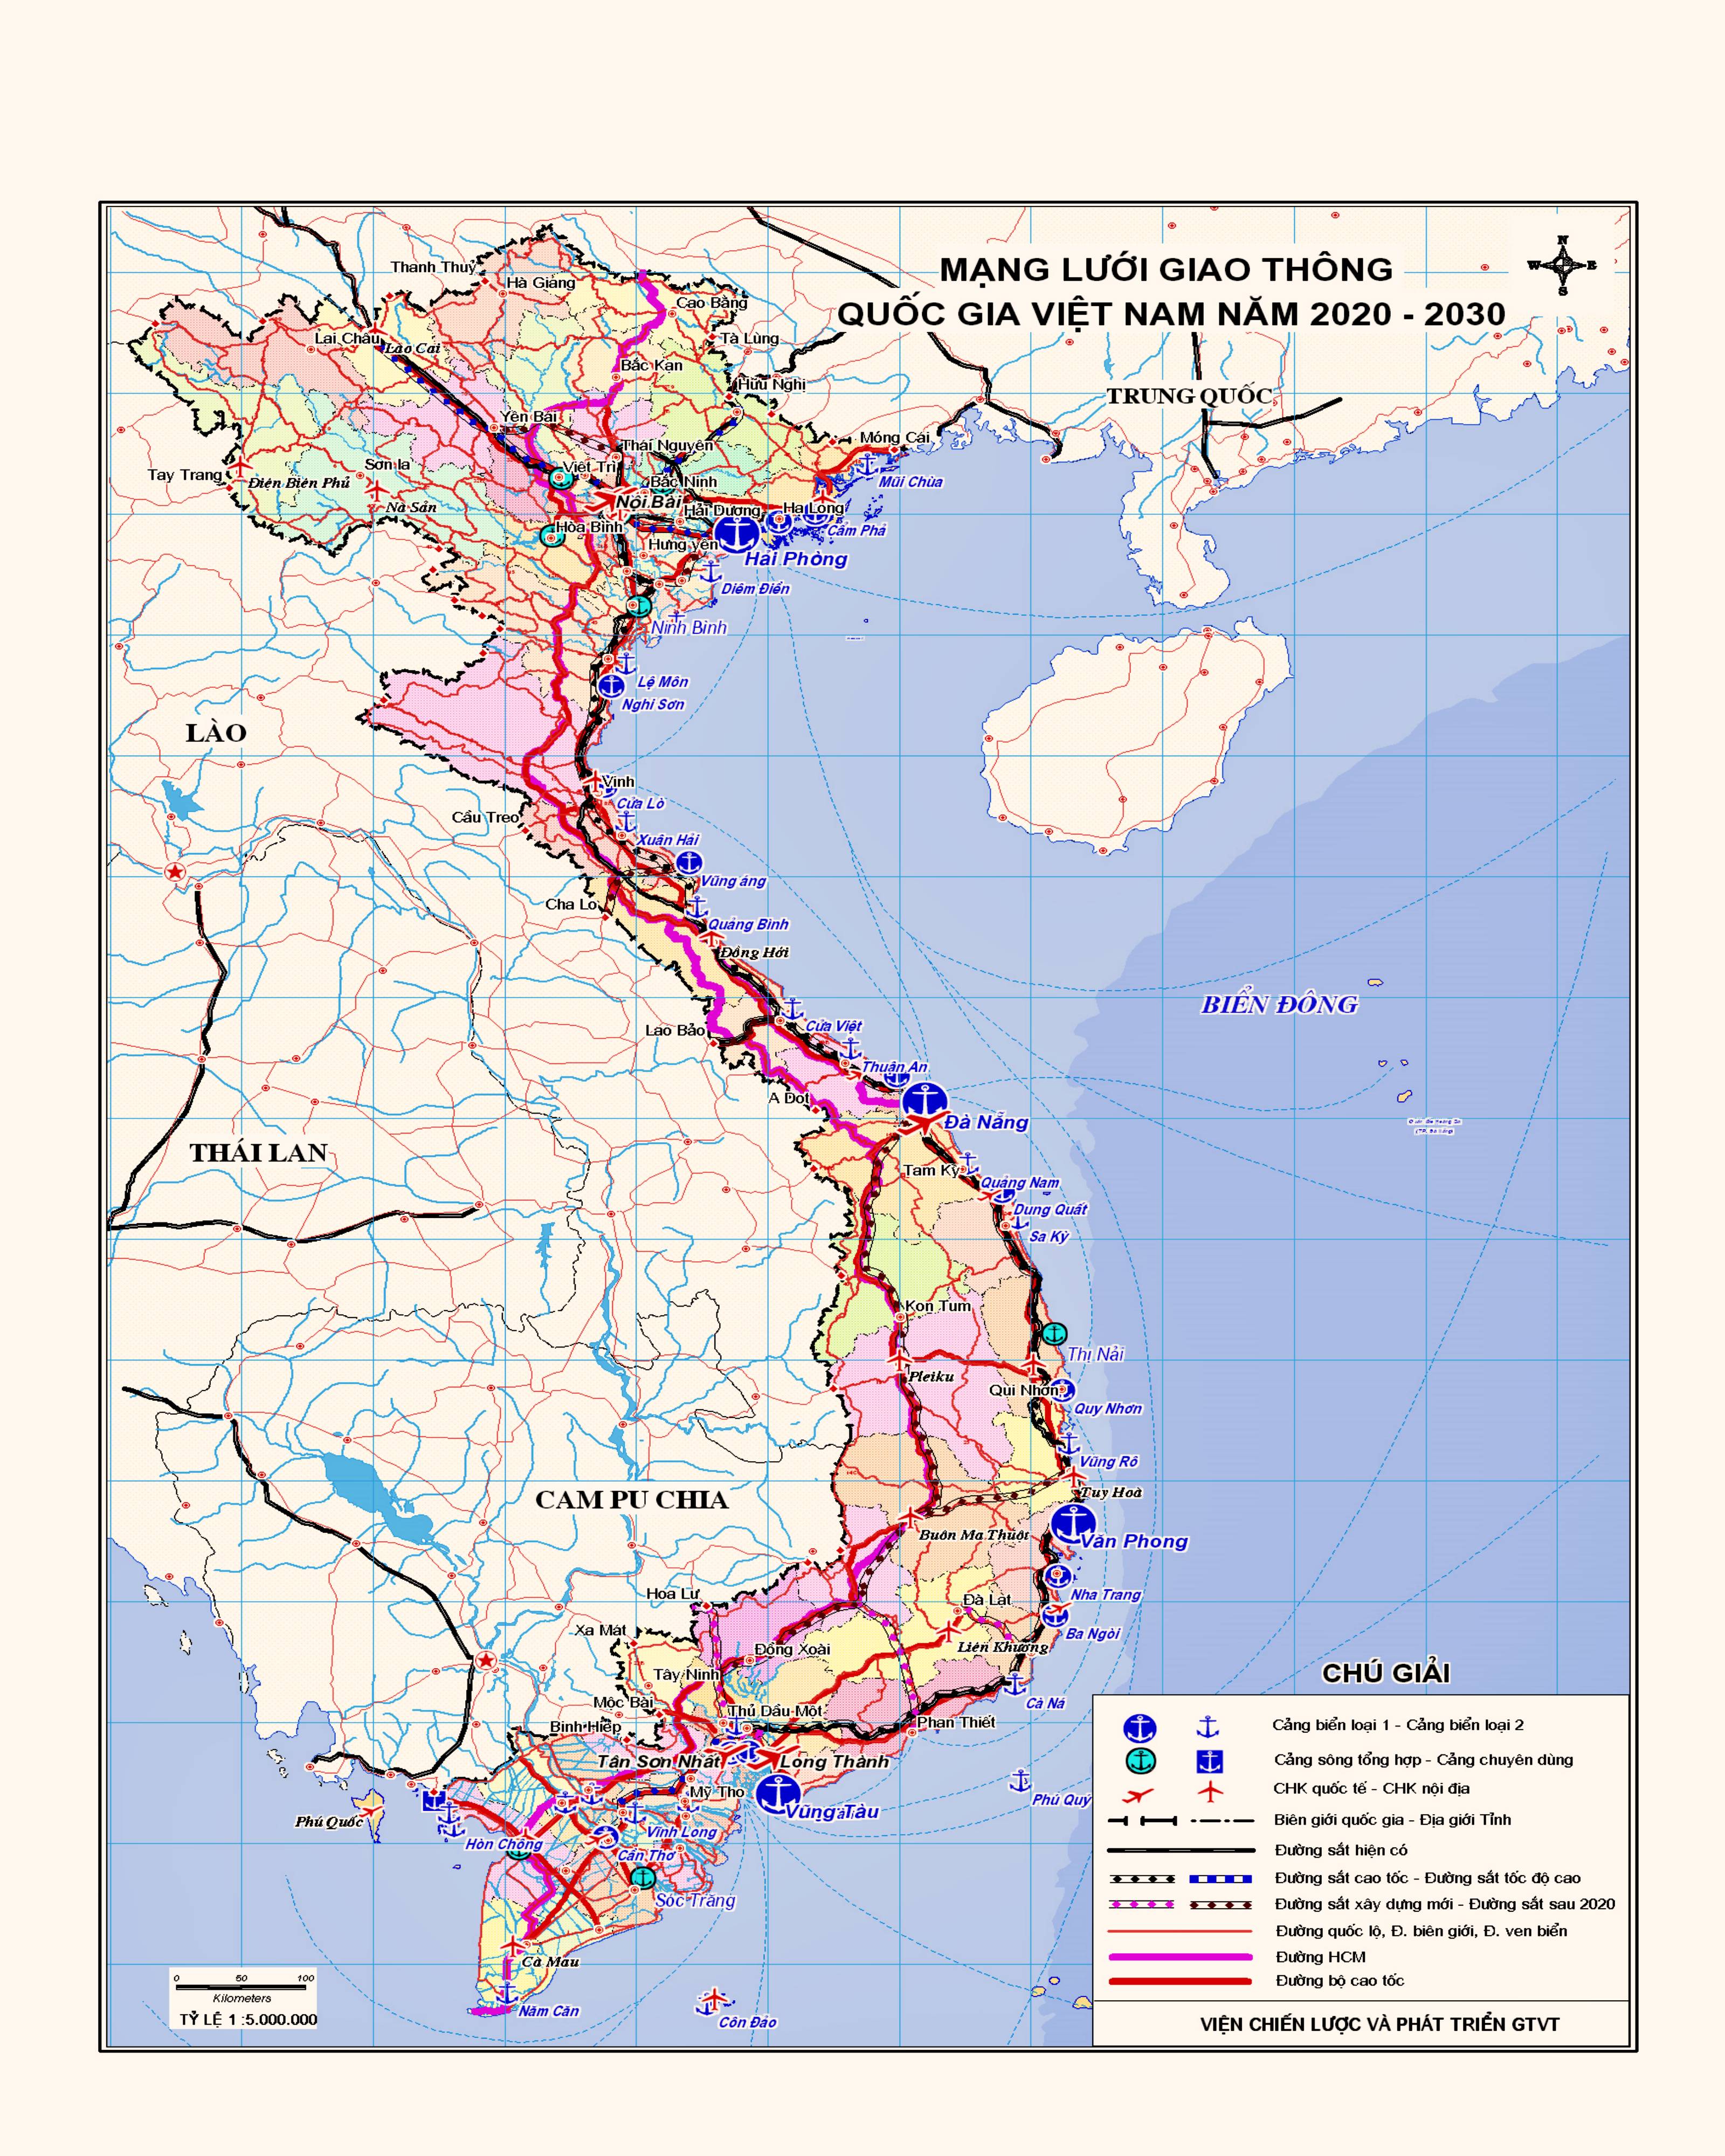 MẠNG LƯỚI GIAO THÔNG
QUỐC GIA VIỆT NAM NĂM 2020 - 2030
N
W E
S
TRUNG QUỐC
Thanh Thuỷ
Hà Giang
Cao Bằng
Tà Lùng
Lai Châu
Lào Cai
Bắc Kạn
Hữu Nghị
Yên Bái
Thái Nguyên
Móng Cái
Mũi Chùa
Việt Trì
Tay Trang
Sơn la
Điện Biên Phủ
Nà Sản
Bắc Ninh
Nội Bài
Hải Dương
Hạ Long
Cẩm Phả
Hòa Bình
Hưng yên
Hải Phòng
Diêm Điền
Ninh Bình
Lệ Môn
Nghi Sơn
LÀO
Vinh
Cửa Lò
Cầu Treo
Xuân Hải
Vũng áng
Cha Lo
Quảng Bình
Đồng Hới
BIỂN ĐÔNG
Lao Bảo
Cửa Việt
Thuận An
A Dot
Đà Nẵng
THÁI LAN
Tam Kỳ
Quảng Nam
Dung Quất
Sa Kỳ
Kon Tum
Thị Nải
Pleiku
Qui Nhơn
Quy Nhơn
Vũng Rô
Tuy Hoà
CAM PU CHIA
Buôn Ma Thuột
Văn Phong
Hoa Lư
Nha Trang
Đà Lạt
Xa Mát
Ba Ngòi
Liên Khương
Đồng Xoài
Tây Ninh
Mộc Bài
Cà Ná
Thủ Dầu Một
Phan Thiết
Bình Hiệp
Tân Sơn Nhất
Long Thành
Mỹ Tho
Phú Quý
Vũng Tàu
Phú Quốc
Vĩnh Long
Hòn Chông
Cần Thơ
Sóc Trăng
Cà Mau
Năm Căn
Côn Đảo
0 50 100
Kilometers
TỶ LỆ 1 :5.000.000
CHÚ GIẢI
Cảng biển loại 1 - Cảng biển loại 2
Cảng sông tổng hợp - Cảng chuyên dùng
CHK quốc tế - CHK nội địa
Biên giới quốc gia - Địa giới Tỉnh
Đường sắt hiện có
Đường sắt cao tốc - Đường sắt tốc độ cao
Đường sắt xây dựng mới - Đường sắt sau 2020
Đường quốc lộ, Đ. biên giới, Đ. ven biển
Đường HCM
Đường bộ cao tốc
VIỆN CHIẾN LƯỢC VÀ PHÁT TRIỂN GTVT